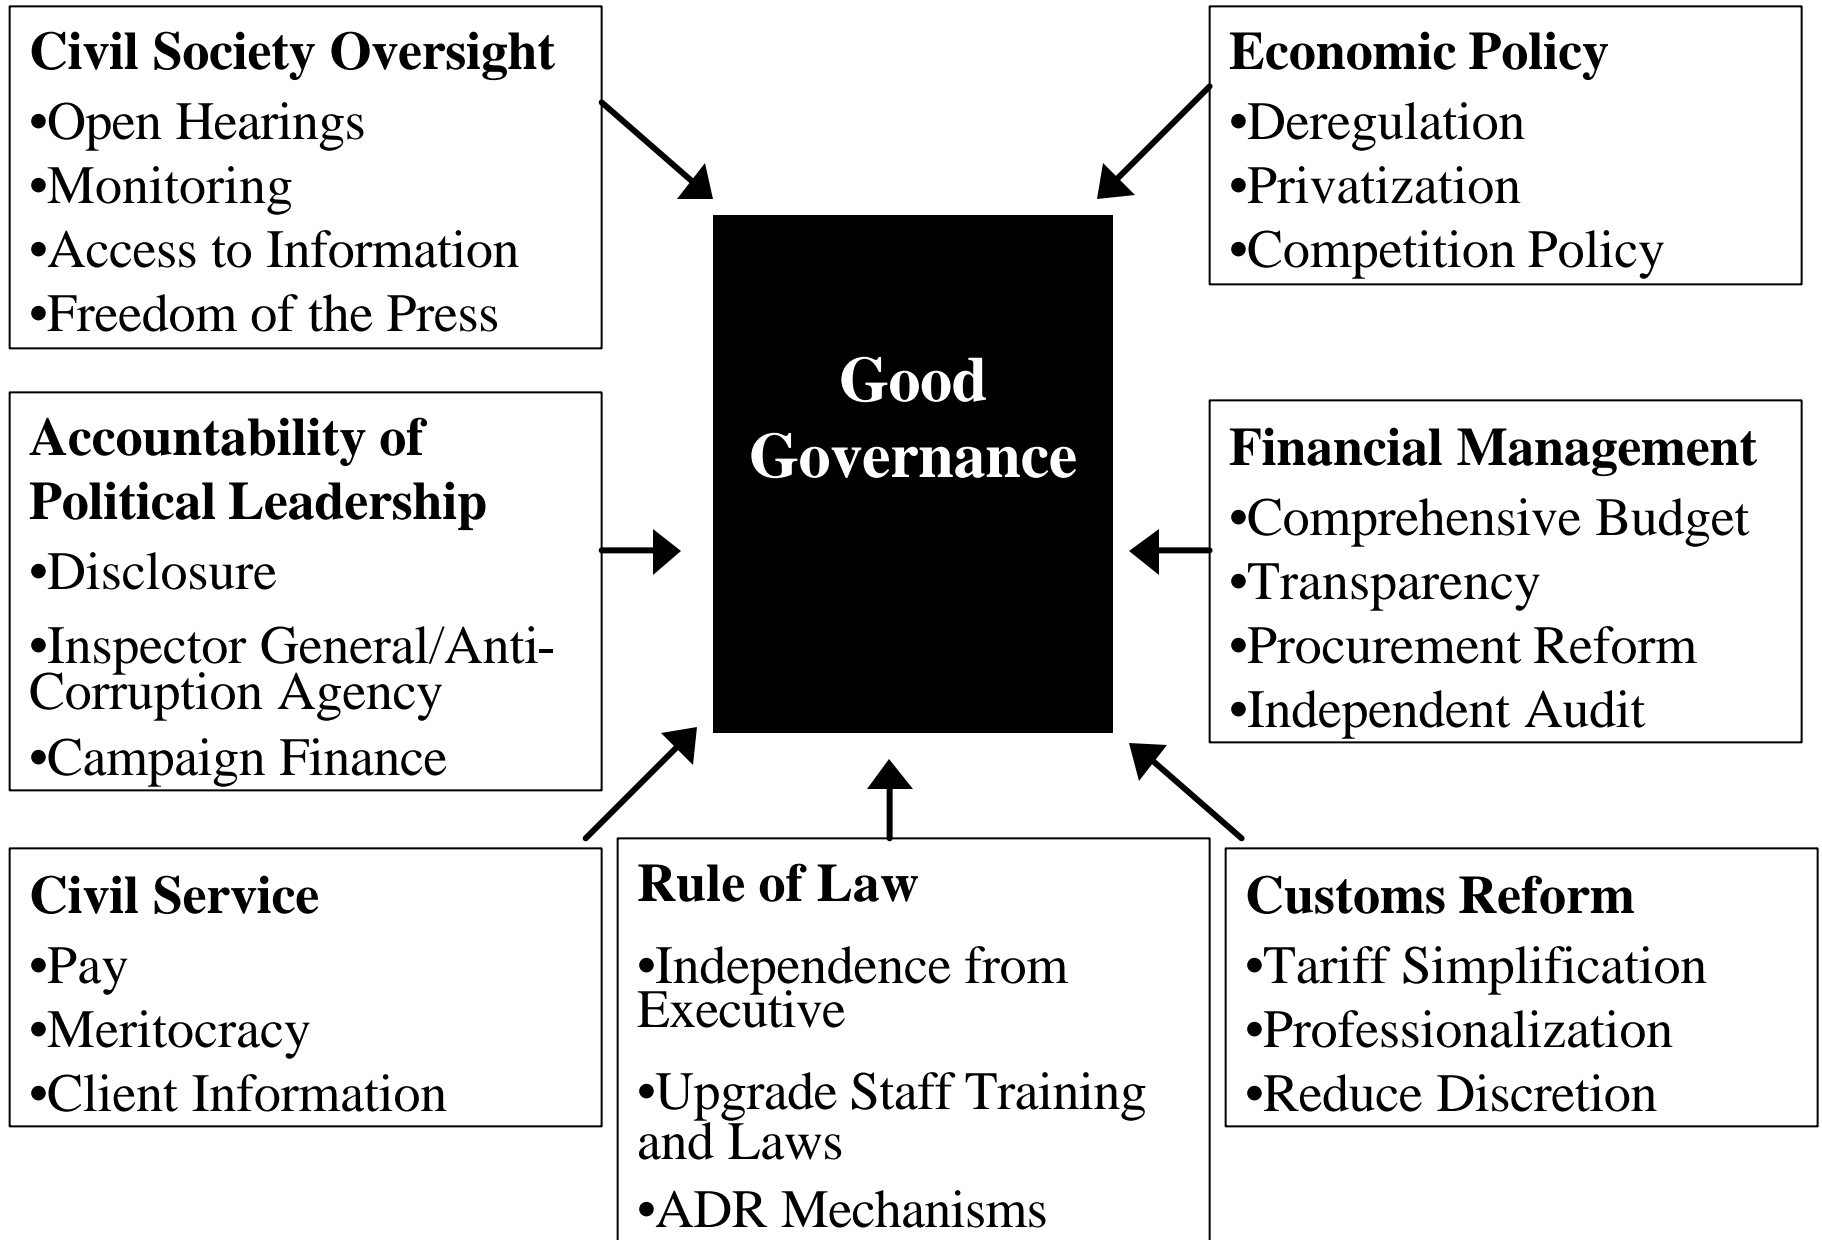 Civil Society Oversight
•Open Hearings
•Monitoring
•Access to Information
•Freedom of the Press
Economic Policy
•Deregulation
•Privatization
•Competition Policy
Good
Governance
Accountability of
Political Leadership
•Disclosure
•Inspector General/Anti-
Corruption Agency
•Campaign Finance
Financial Management
•Comprehensive Budget
•Transparency
•Procurement Reform
•Independent Audit
Civil Service
•Pay
•Meritocracy
•Client Information
Rule of Law
•Independence from
Executive
•Upgrade Staff Training
and Laws
•ADR Mechanisms
Customs Reform
•Tariff Simplification
•Professionalization
•Reduce Discretion